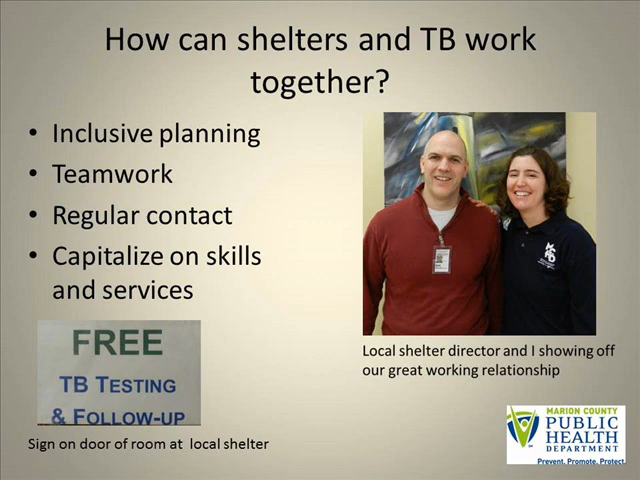 How can shelters and TB work
together?
• Inclusive planning
• Teamwork
• Regular contact
• Capitalize on skills
and services
FREE
TB TESTING
& FOLLOW-UP
Sign on door of room at local shelter
Local shelter director and I showing off
our great working relationship
MARION COUNTY
PUBLIC
HEALTH
DEPARTMENT
Prevent. Promote. Protect.